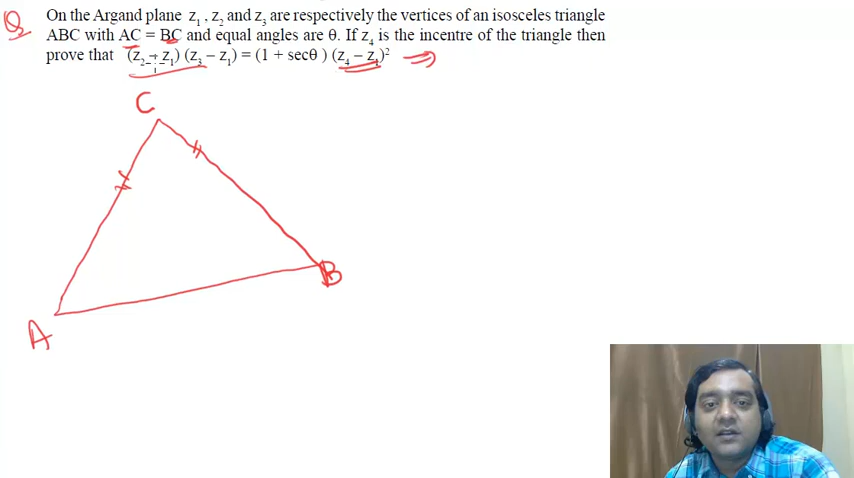 Q. On the Argand plane z₁ , z₂ and z₃ are respectively the vertices of an isosceles triangle
ABC with AC = BC and equal angles are θ. If z₄ is the incentre of the triangle then
prove that (z₂ − z₁) (z₃ − z₁) = (1 + secθ ) (z₄ − z₁)² ⇒
C
B
A